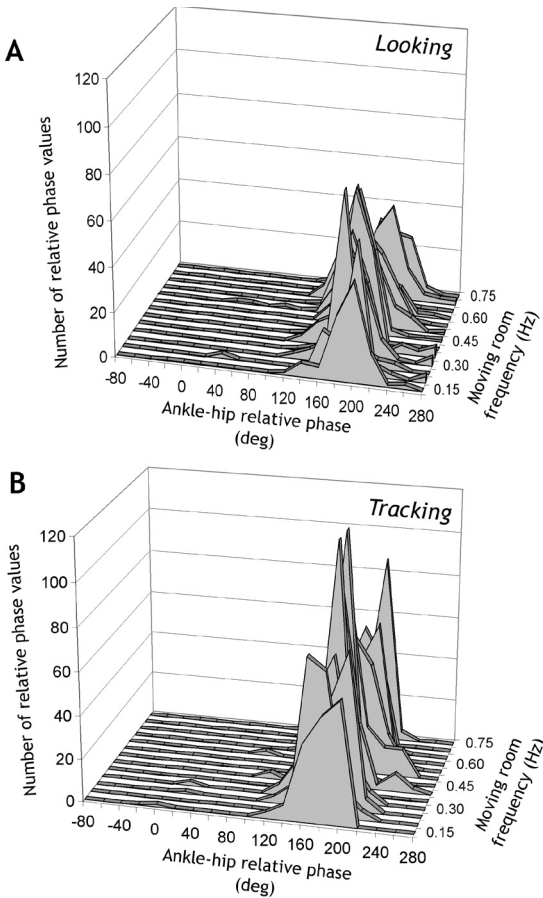 A
Looking
120
100
80
60
40
20
0
Number of relative phase values
-80 -40 0 40 80 120 160 200 240 280
Ankle-hip relative phase
(deg)
0.75
0.60
0.45
0.30
0.15
Moving room
frequency (Hz)
B
Tracking
120
100
80
60
40
20
0
Number of relative phase values
-80 -40 0 40 80 120 160 200 240 280
Ankle-hip relative phase
(deg)
0.75
0.60
0.45
0.30
0.15
Moving room
frequency (Hz)